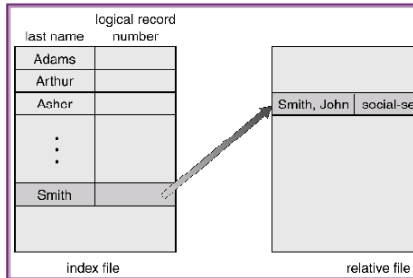 logical record
last name number
Adams
Arthur
Asher
Smith
Smith, John social-se
index file
relative file